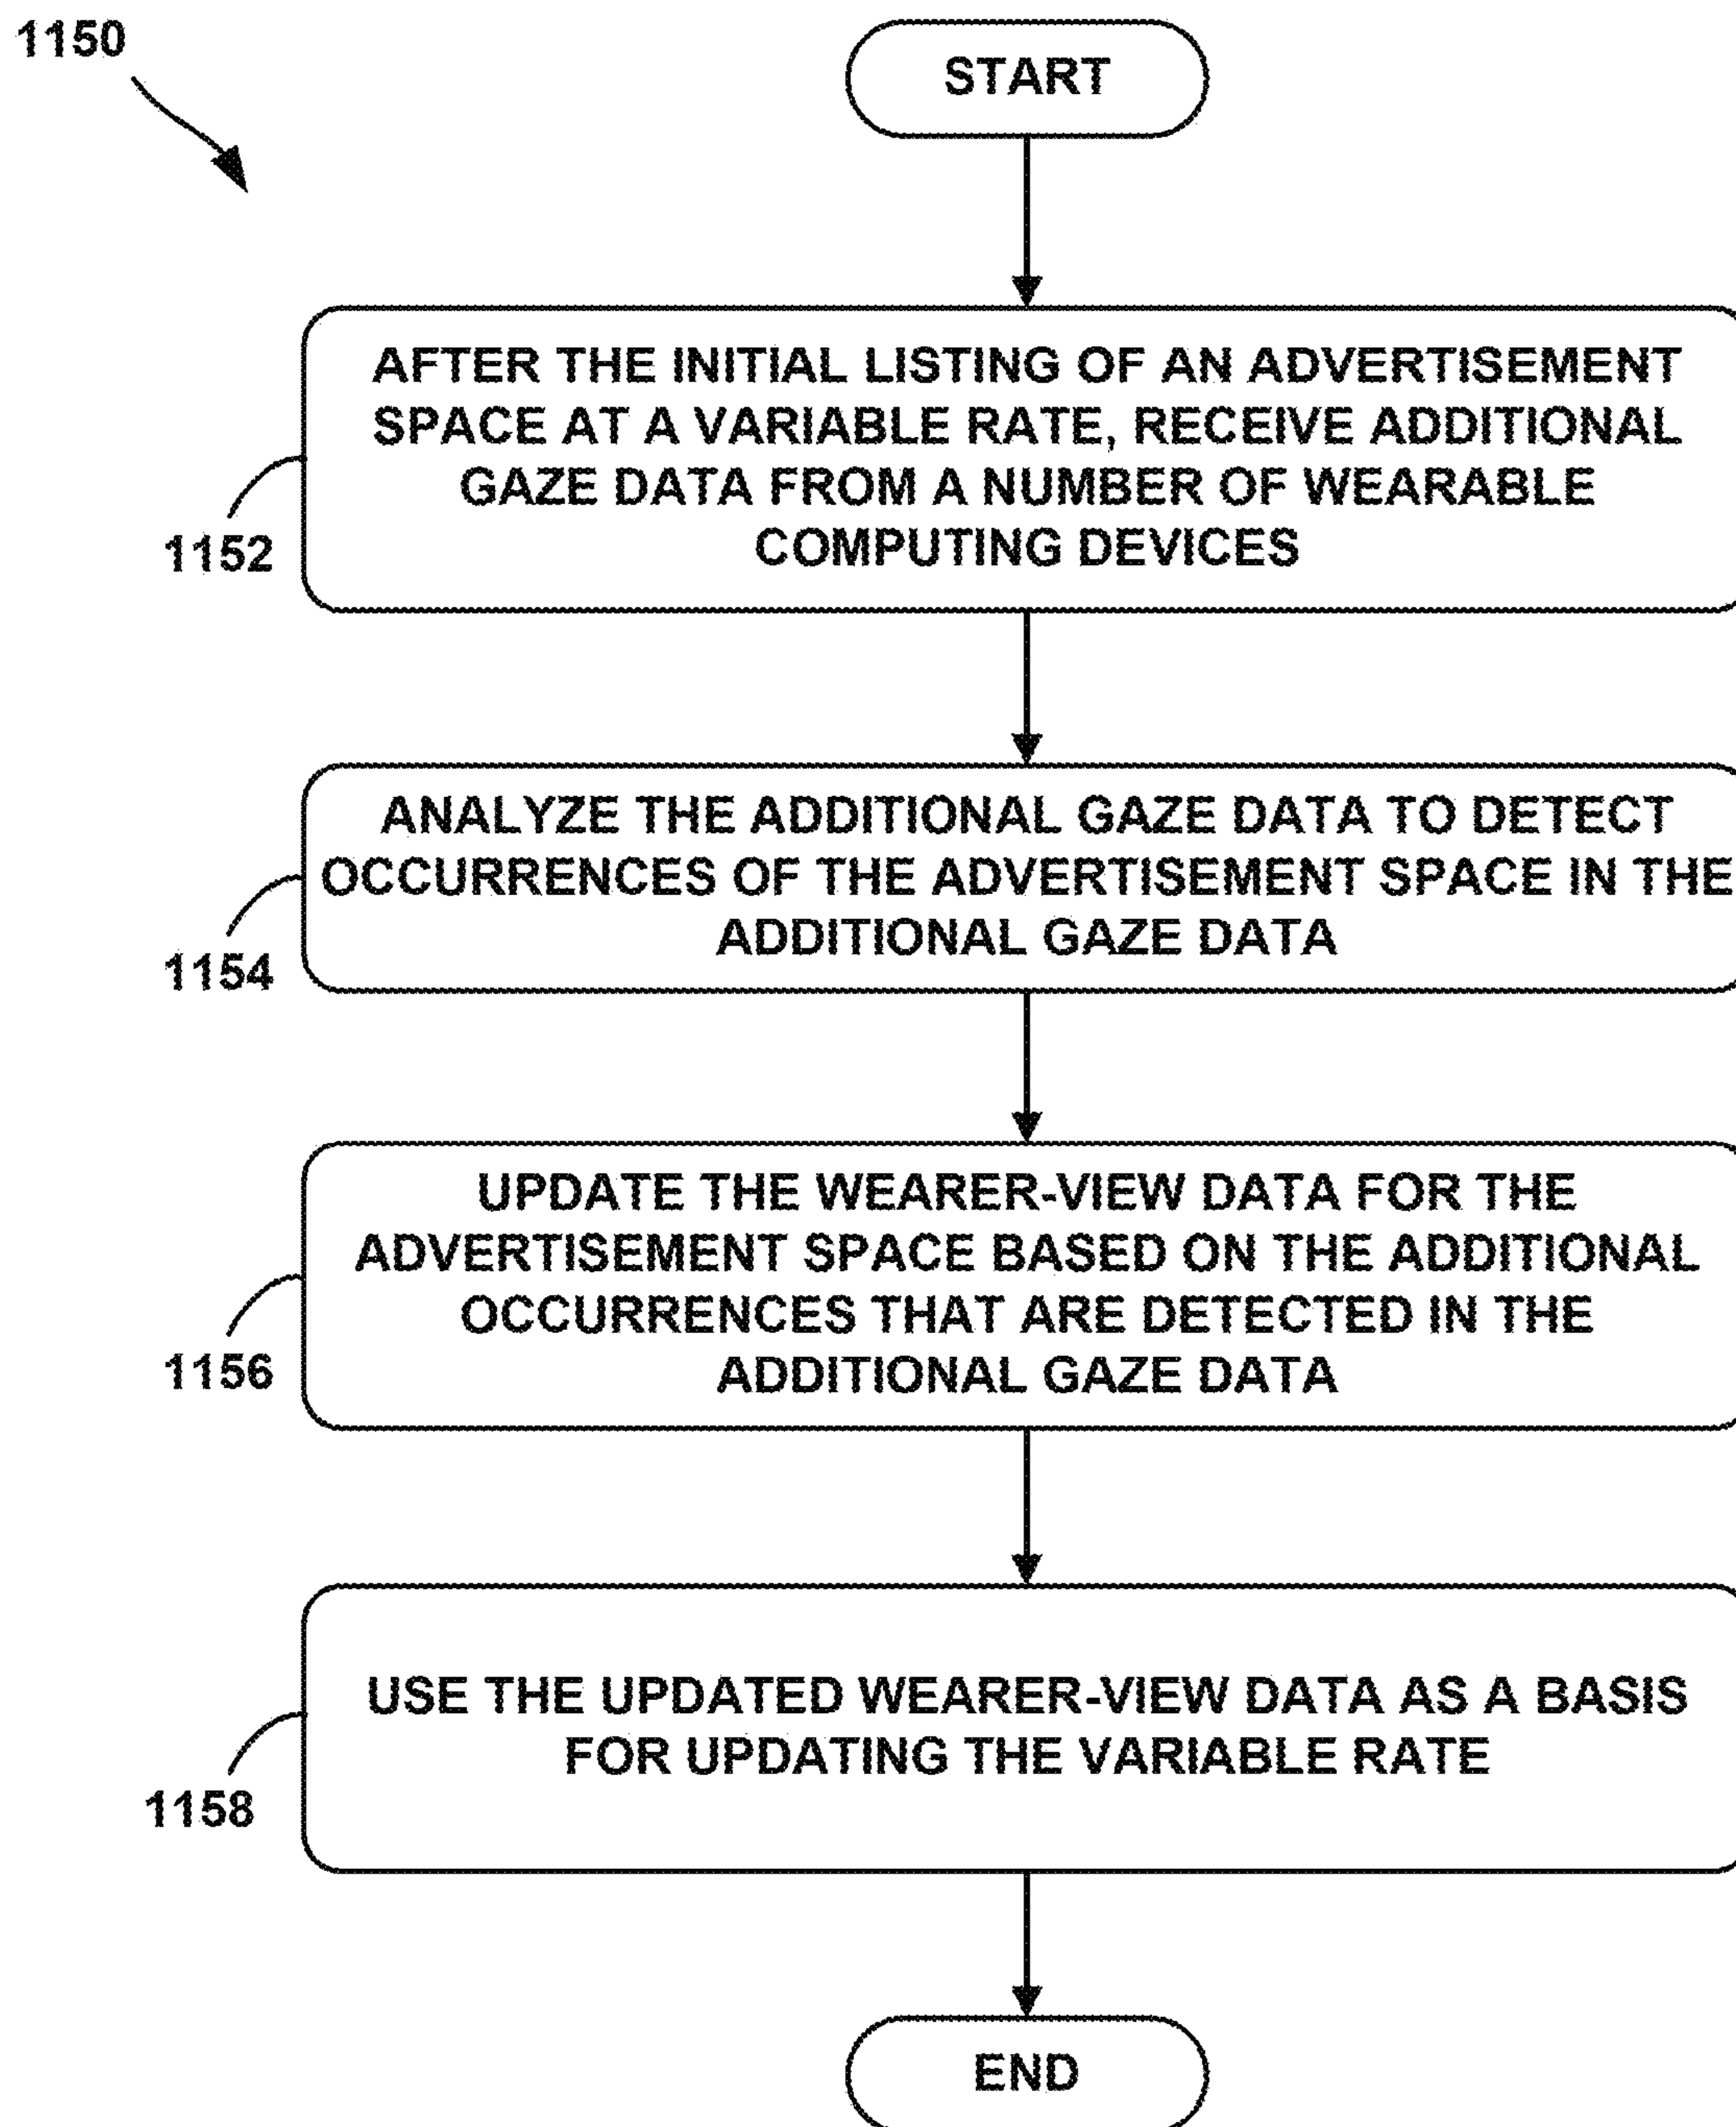 1150
START
AFTER THE INITIAL LISTING OF AN ADVERTISEMENT
SPACE AT A VARIABLE RATE, RECEIVE ADDITIONAL
GAZE DATA FROM A NUMBER OF WEARABLE
COMPUTING DEVICES
1152
ANALYZE THE ADDITIONAL GAZE DATA TO DETECT
OCCURRENCES OF THE ADVERTISEMENT SPACE IN THE
ADDITIONAL GAZE DATA
1154
UPDATE THE WEARER-VIEW DATA FOR THE
ADVERTISEMENT SPACE BASED ON THE ADDITIONAL
OCCURRENCES THAT ARE DETECTED IN THE
ADDITIONAL GAZE DATA
1156
USE THE UPDATED WEARER-VIEW DATA AS A BASIS
FOR UPDATING THE VARIABLE RATE
1158
END